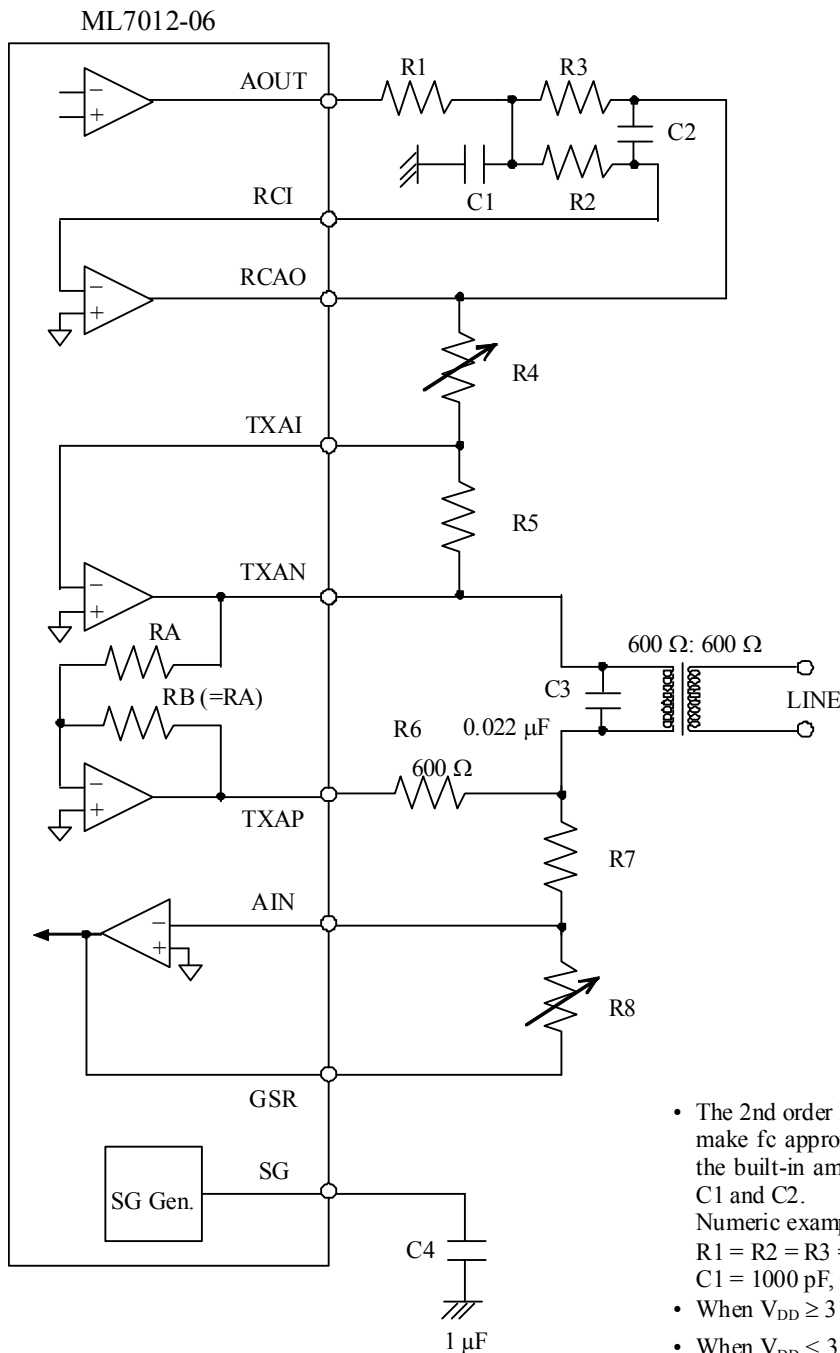 ML7012-06
AOUT
R1
R3
C2
C1
R2
RCI
RCAO
R4
TXAI
R5
TXAN
RA
RB (=RA)
600 Ω: 600 Ω
C3
LINE
R6
0.022 μF
600 Ω
TXAP
R7
AIN
R8
GSR
SG
SG Gen.
C4
1 μF
• The 2nd order
make fc appro
the built-in am
C1 and C2.
Numeric examp
R1 = R2 = R3 =
C1 = 1000 pF,
• When VDD ≥ 3
• When VDD < 3